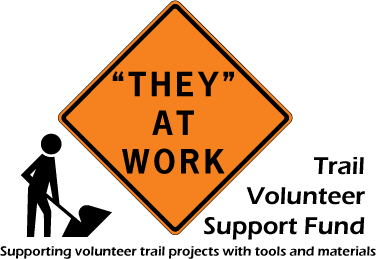 “THEY”
AT
WORK
Trail
Volunteer
Support Fund
Supporting volunteer trail projects with tools and materials